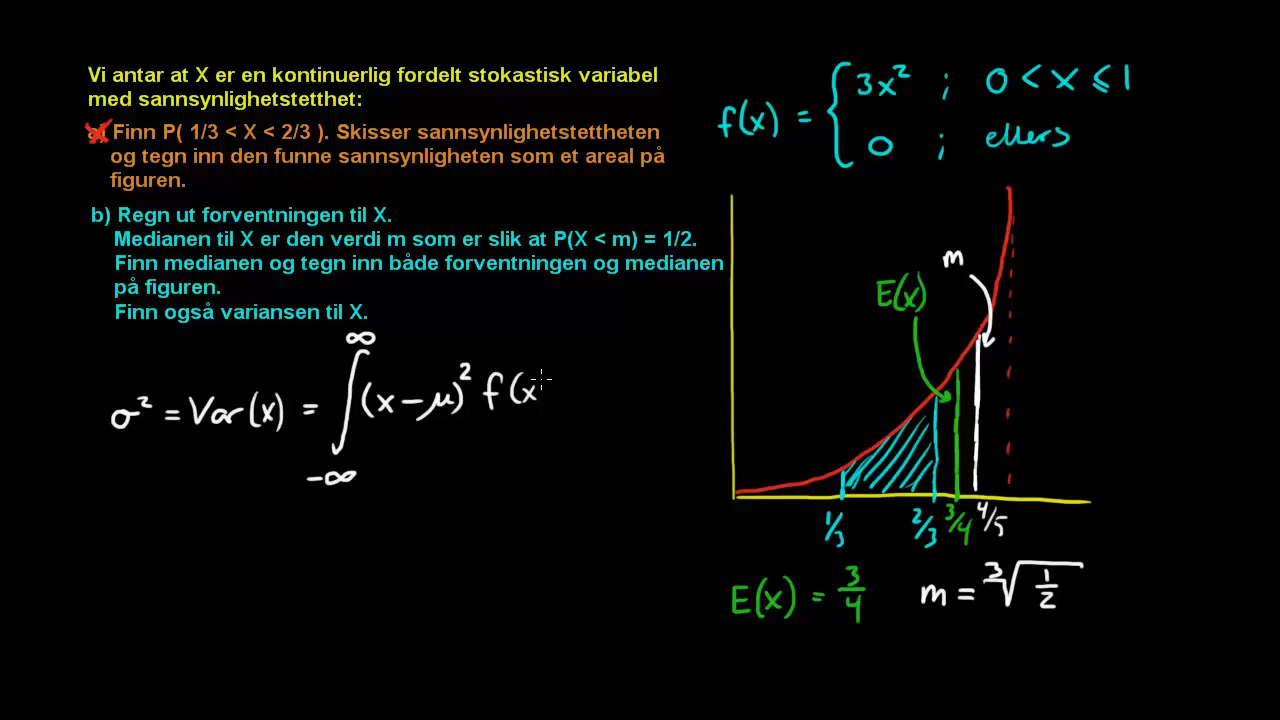 Vi antar at X er en kontinuerlig fordelt stokastisk variabel
med sannsynlighetstetthet:
a) Finn P( 1/3 < X < 2/3 ). Skisser sannsynlighetstettheten
og tegn inn den funne sannsynligheten som et areal på
figuren.
b) Regn ut forventningen til X.
Medianen til X er den verdi m som er slik at P(X < m) = 1/2.
Finn medianen og tegn inn både forventningen og medianen
på figuren.
Finn også variansen til X.
σ² = Var(x) = ∫_{-∞}^{∞} (x-μ)² f(x
f(x) = { 3x² ; 0 < x ≤ 1
0 ; ellers
m
E(x)
1/3 2/3 3/4 4/5
E(x) = 3/4 m = ∛(1/2)